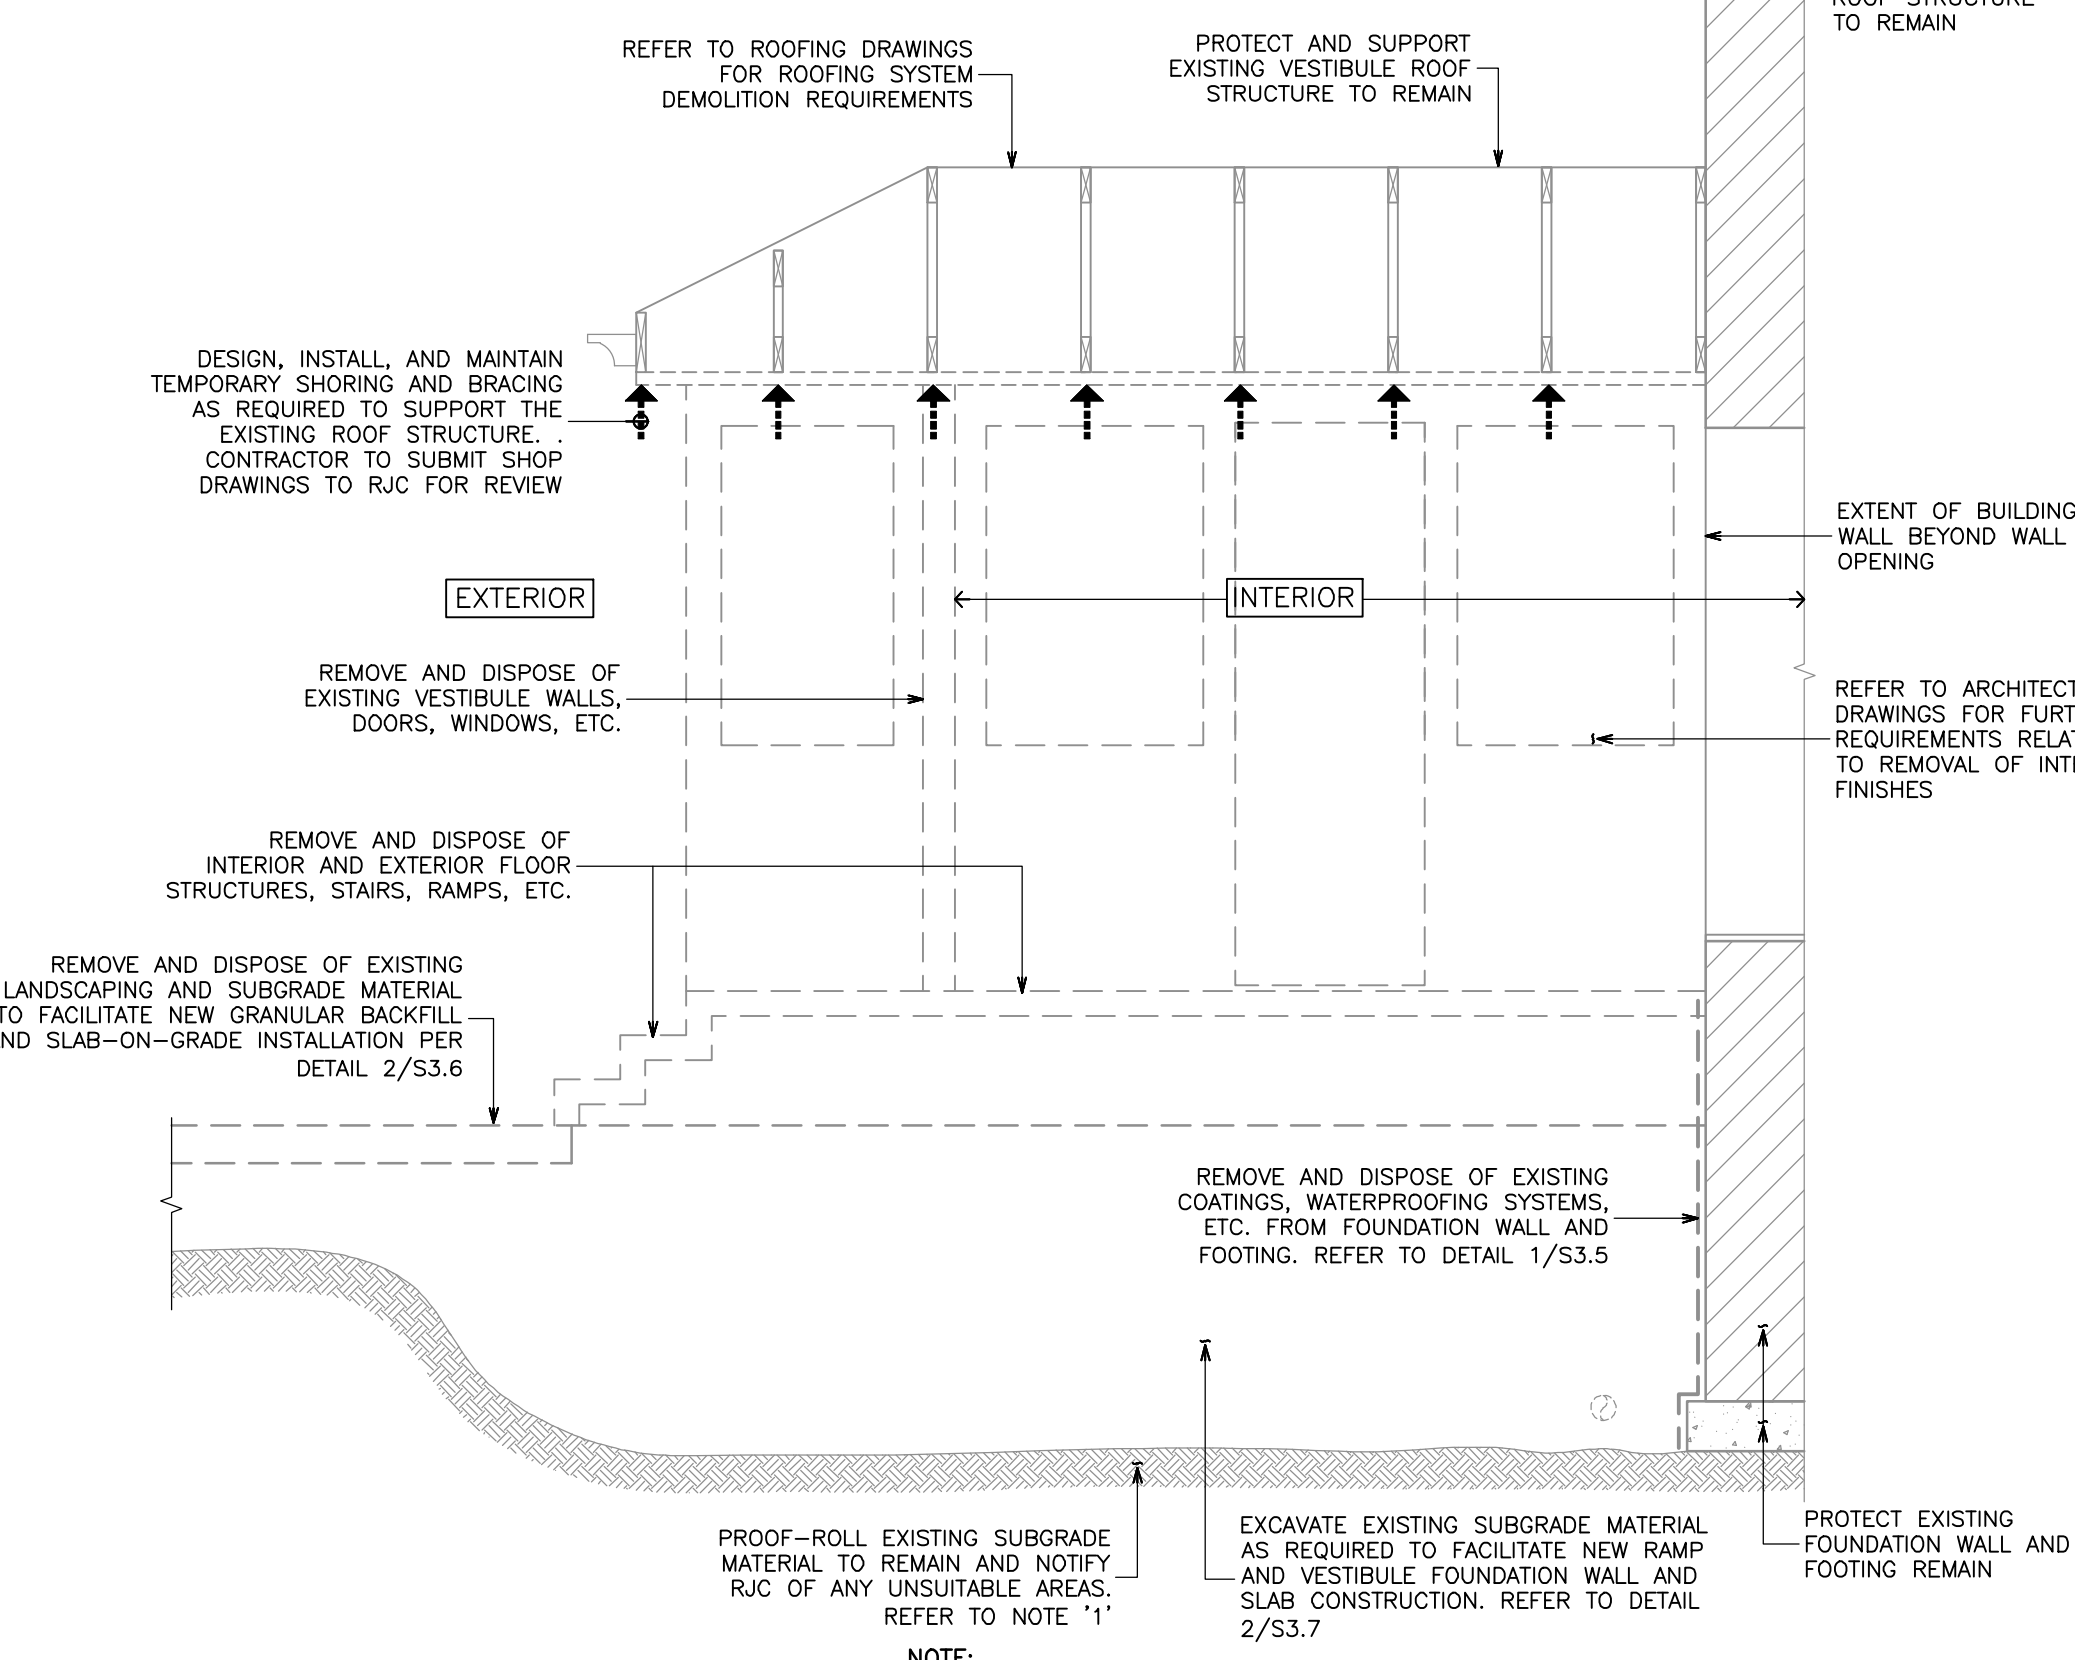 TO REMAIN
REFER TO ROOFING DRAWINGS
FOR ROOFING SYSTEM
DEMOLITION REQUIREMENTS
PROTECT AND SUPPORT
EXISTING VESTIBULE ROOF
STRUCTURE TO REMAIN
DESIGN, INSTALL, AND MAINTAIN
TEMPORARY SHORING AND BRACING
AS REQUIRED TO SUPPORT THE
EXISTING ROOF STRUCTURE. .
CONTRACTOR TO SUBMIT SHOP
DRAWINGS TO RJC FOR REVIEW
EXTENT OF BUILDING
WALL BEYOND WALL
OPENING
EXTERIOR
INTERIOR
REMOVE AND DISPOSE OF
EXISTING VESTIBULE WALLS,
DOORS, WINDOWS, ETC.
REFER TO ARCHITECT
DRAWINGS FOR FURT
REQUIREMENTS RELAT
TO REMOVAL OF INT
FINISHES
REMOVE AND DISPOSE OF
INTERIOR AND EXTERIOR FLOOR
STRUCTURES, STAIRS, RAMPS, ETC.
REMOVE AND DISPOSE OF EXISTING
LANDSCAPING AND SUBGRADE MATERIAL
TO FACILITATE NEW GRANULAR BACKFILL
ND SLAB-ON-GRADE INSTALLATION PER
DETAIL 2/S3.6
REMOVE AND DISPOSE OF EXISTING
COATINGS, WATERPROOFING SYSTEMS,
ETC. FROM FOUNDATION WALL AND
FOOTING. REFER TO DETAIL 1/S3.5
PROOF-ROLL EXISTING SUBGRADE
MATERIAL TO REMAIN AND NOTIFY
RJC OF ANY UNSUITABLE AREAS.
REFER TO NOTE '1'
EXCAVATE EXISTING SUBGRADE MATERIAL
AS REQUIRED TO FACILITATE NEW RAMP
AND VESTIBULE FOUNDATION WALL AND
SLAB CONSTRUCTION. REFER TO DETAIL
2/S3.7
PROTECT EXISTING
FOUNDATION WALL AND
FOOTING REMAIN
NOTE: